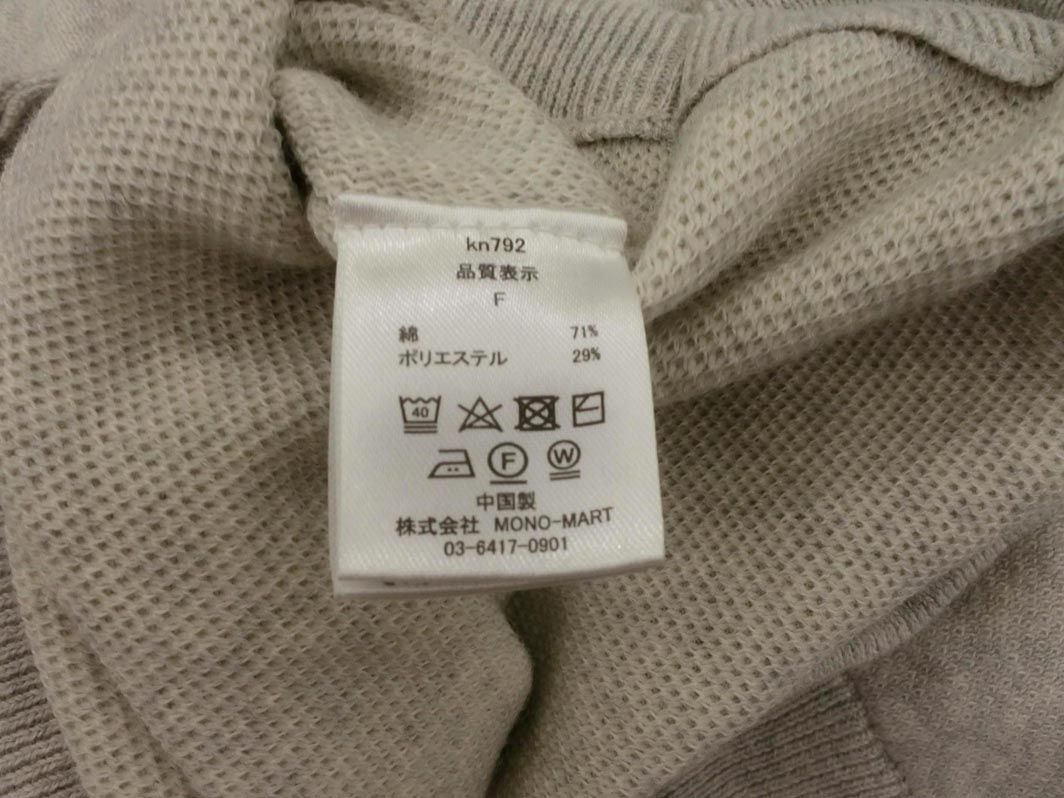 kn792
品質表示
F
綿 71%
ポリエステル 29%
40
F W
中国製
株式会社 MONO-MART
03-6417-0901